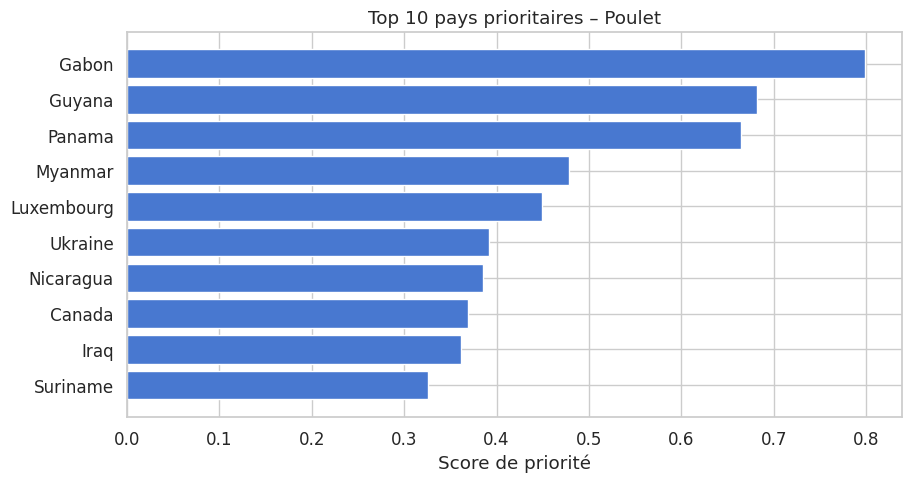 Top 10 pays prioritaires – Poulet
Gabon
Guyana
Panama
Myanmar
Luxembourg
Ukraine
Nicaragua
Canada
Iraq
Suriname
0.0 0.1 0.2 0.3 0.4 0.5 0.6 0.7 0.8
Score de priorité